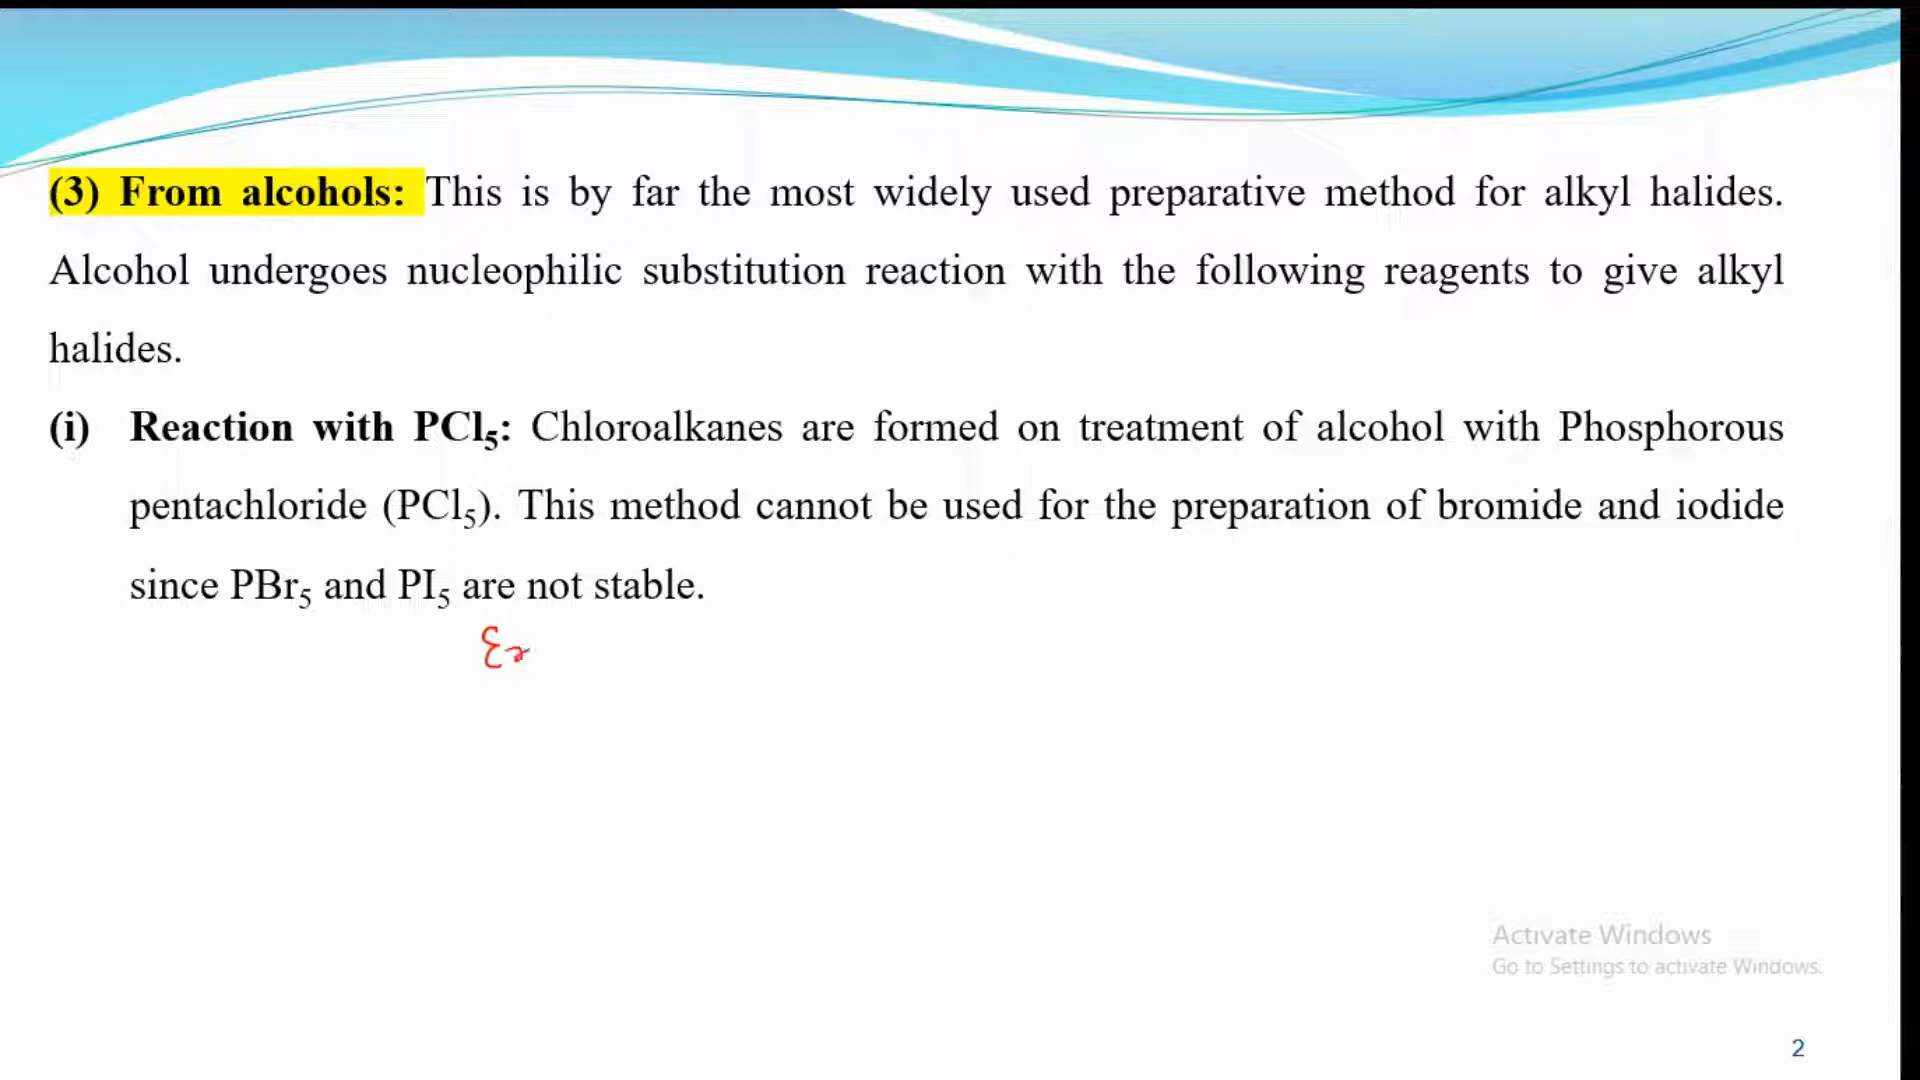 (3) From alcohols: This is by far the most widely used preparative method for alkyl halides.
Alcohol undergoes nucleophilic substitution reaction with the following reagents to give alkyl
halides.
(i) Reaction with PCl₅: Chloroalkanes are formed on treatment of alcohol with Phosphorous
pentachloride (PCl₅). This method cannot be used for the preparation of bromide and iodide
since PBr₅ and PI₅ are not stable.
Activate Windows
Go to Settings to activate Windows.
2